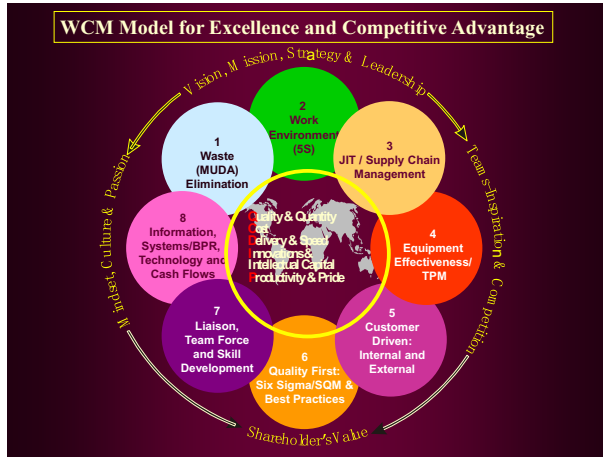 WCM Model for Excellence and Competitive Advantage
Vision, Mission, Strategy & Leadership
Teams-Inspiration & Competition
Mindset, Culture & Passion
Shareholder's Value
1
Waste
(MUDA)
Elimination
2
Work
Environment
(5S)
3
JIT / Supply Chain
Management
4
Equipment
Effectiveness/
TPM
5
Customer
Driven:
Internal and
External
6
Quality First:
Six Sigma/SQM &
Best Practices
7
Liaison,
Team Force
and Skill
Development
8
Information,
Systems/BPR,
Technology and
Cash Flows
Quality & Quantity
Cost
Delivery & Speed
Innovations &
Intellectual Capital
Productivity & Pride